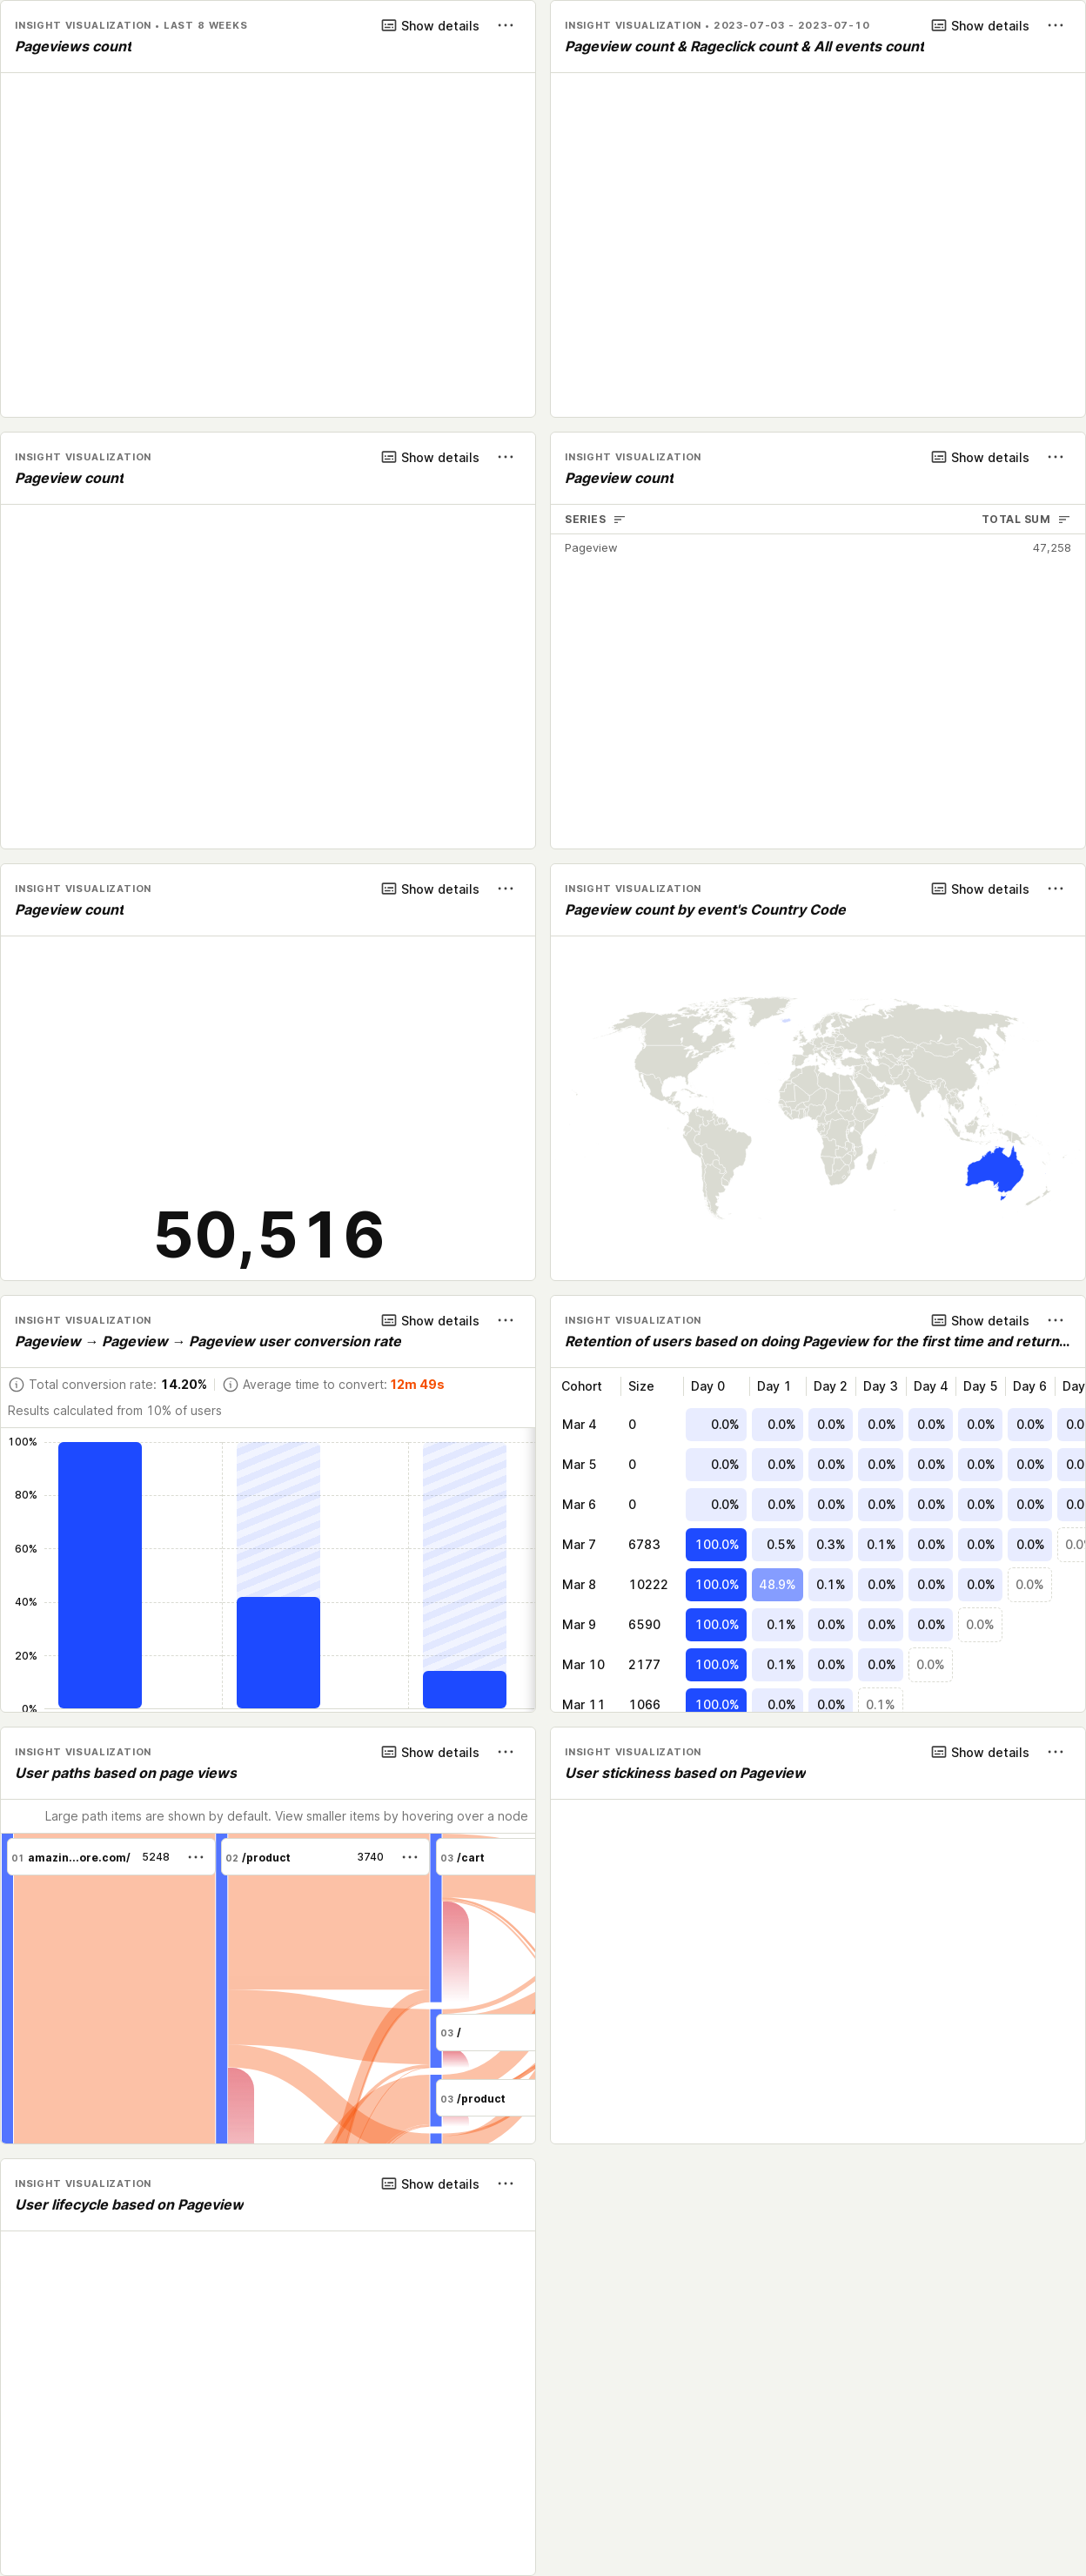 INSIGHT VISUALIZATION • LAST 8 WEEKS
Show details
Pageviews count
INSIGHT VISUALIZATION • 2023-07-03 - 2023-07-10
Show details
Pageview count & Rageclick count & All events count
INSIGHT VISUALIZATION
Show details
Pageview count
INSIGHT VISUALIZATION
Show details
Pageview count
SERIES TOTAL SUM
Pageview 47,258
INSIGHT VISUALIZATION
Show details
Pageview count
50,516
INSIGHT VISUALIZATION
Show details
Pageview count by event's Country Code
INSIGHT VISUALIZATION
Show details
Pageview → Pageview → Pageview user conversion rate
Total conversion rate: 14.20% Average time to convert: 12m 49s
Results calculated from 10% of users
100%
80%
60%
40%
20%
0%
INSIGHT VISUALIZATION
Show details
Retention of users based on doing Pageview for the first time and return...
Cohort Size Day 0 Day 1 Day 2 Day 3 Day 4 Day 5 Day 6 Day
Mar 4 0 0.0% 0.0% 0.0% 0.0% 0.0% 0.0% 0.0% 0.0
Mar 5 0 0.0% 0.0% 0.0% 0.0% 0.0% 0.0% 0.0% 0.0
Mar 6 0 0.0% 0.0% 0.0% 0.0% 0.0% 0.0% 0.0% 0.0
Mar 7 6783 100.0% 0.5% 0.3% 0.1% 0.0% 0.0% 0.0% 0.0%
Mar 8 10222 100.0% 48.9% 0.1% 0.0% 0.0% 0.0% 0.0%
Mar 9 6590 100.0% 0.1% 0.0% 0.0% 0.0% 0.0%
Mar 10 2177 100.0% 0.1% 0.0% 0.0% 0.0%
Mar 11 1066 100.0% 0.0% 0.0% 0.1%
INSIGHT VISUALIZATION
Show details
User paths based on page views
Large path items are shown by default. View smaller items by hovering over a node
01 amazin...ore.com/ 5248
02 /product 3740
03 /cart
03 /
03 /product
INSIGHT VISUALIZATION
Show details
User stickiness based on Pageview
INSIGHT VISUALIZATION
Show details
User lifecycle based on Pageview